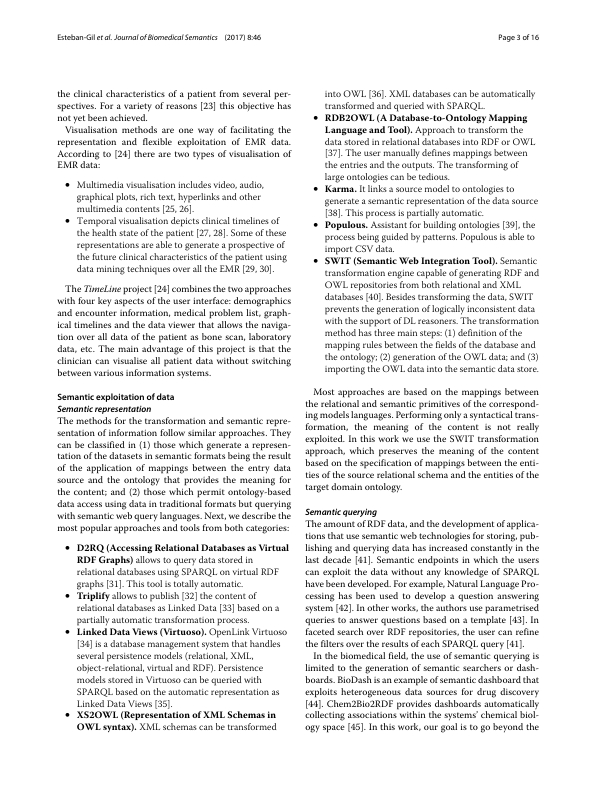 Esteban-Gil et al. Journal of Biomedical Semantics (2017) 8:46
Page 3 of 16
the clinical characteristics of a patient from several per-
spectives. For a variety of reasons [23] this objective has
not yet been achieved.
Visualisation methods are one way of facilitating the
representation and flexible exploitation of EMR data.
According to [24] there are two types of visualisation of
EMR data:
• Multimedia visualisation includes video, audio,
graphical plots, rich text, hyperlinks and other
multimedia contents [25, 26].
• Temporal visualisation depicts clinical timelines of
the health state of the patient [27, 28]. Some of these
representations are able to generate a prospective of
the future clinical characteristics of the patient using
data mining techniques over all the EMR [29, 30].
The TimeLine project [24] combines the two approaches
with four key aspects of the user interface: demographics
and encounter information, medical problem list, graph-
ical timelines and the data viewer that allows the naviga-
tion over all data of the patient as bone scan, laboratory
data, etc. The main advantage of this project is that the
clinician can visualise all patient data without switching
between various information systems.
Semantic exploitation of data
Semantic representation
The methods for the transformation and semantic repre-
sentation of information follow similar approaches. They
can be classified in (1) those which generate a represen-
tation of the datasets in semantic formats being the result
of the application of mappings between the entry data
source and the ontology that provides the meaning for
the content; and (2) those which permit ontology-based
data access using data in traditional formats but querying
with semantic web query languages. Next, we describe the
most popular approaches and tools from both categories:
• D2RQ (Accessing Relational Databases as Virtual
RDF Graphs) allows to query data stored in
relational databases using SPARQL on virtual RDF
graphs [31]. This tool is totally automatic.
• Triplify allows to publish [32] the content of
relational databases as Linked Data [33] based on a
partially automatic transformation process.
• Linked Data Views (Virtuoso). OpenLink Virtuoso
[34] is a database management system that handles
several persistence models (relational, XML,
object-relational, virtual and RDF). Persistence
models stored in Virtuoso can be queried with
SPARQL based on the automatic representation as
Linked Data Views [35].
• XS2OWL (Representation of XML Schemas in
OWL syntax). XML schemas can be transformed
into OWL [36]. XML databases can be automatically
transformed and queried with SPARQL.
• RDB2OWL (A Database-to-Ontology Mapping
Language and Tool). Approach to transform the
data stored in relational databases into RDF or OWL
[37]. The user manually defines mappings between
the entries and the outputs. The transforming of
large ontologies can be tedious.
• Karma. It links a source model to ontologies to
generate a semantic representation of the data source
[38]. This process is partially automatic.
• Populous. Assistant for building ontologies [39], the
process being guided by patterns. Populous is able to
import CSV data.
• SWIT (Semantic Web Integration Tool). Semantic
transformation engine capable of generating RDF and
OWL repositories from both relational and XML
databases [40]. Besides transforming the data, SWIT
prevents the generation of logically inconsistent data
with the support of DL reasoners. The transformation
method has three main steps: (1) definition of the
mapping rules between the fields of the database and
the ontology; (2) generation of the OWL data; and (3)
importing the OWL data into the semantic data store.
Most approaches are based on the mappings between
the relational and semantic primitives of the correspond-
ing models languages. Performing only a syntactical trans-
formation, the meaning of the content is not really
exploited. In this work we use the SWIT transformation
approach, which preserves the meaning of the content
based on the specification of mappings between the enti-
ties of the source relational schema and the entities of the
target domain ontology.
Semantic querying
The amount of RDF data, and the development of applica-
tions that use semantic web technologies for storing, pub-
lishing and querying data has increased constantly in the
last decade [41]. Semantic endpoints in which the users
can exploit the data without any knowledge of SPARQL
have been developed. For example, Natural Language Pro-
cessing has been used to develop a question answering
system [42]. In other works, the authors use parametrised
queries to answer questions based on a template [43]. In
faceted search over RDF repositories, the user can refine
the filters over the results of each SPARQL query [41].
In the biomedical field, the use of semantic querying is
limited to the generation of semantic searchers or dash-
boards. BioDash is an example of semantic dashboard that
exploits heterogeneous data sources for drug discovery
[44]. Chem2Bio2RDF provides dashboards automatically
collecting associations within the systems' chemical biol-
ogy space [45]. In this work, our goal is to go beyond the